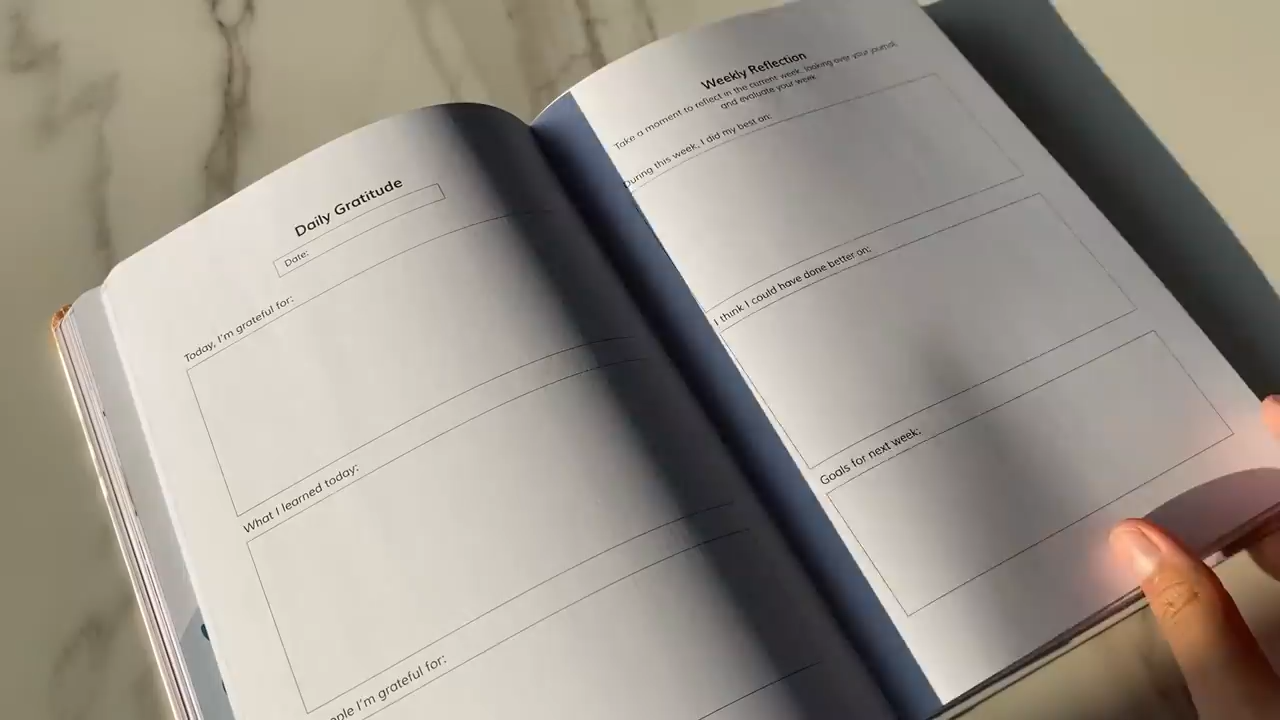 Daily Gratitude
Date:
Today, I'm grateful for:
What I learned today:
I'm grateful for:
Weekly Reflection
Take a moment to reflect in the current week, looking over your journal,
and evaluate your week
During this week, I did my best on:
I think I could have done better on:
Goals for next week: